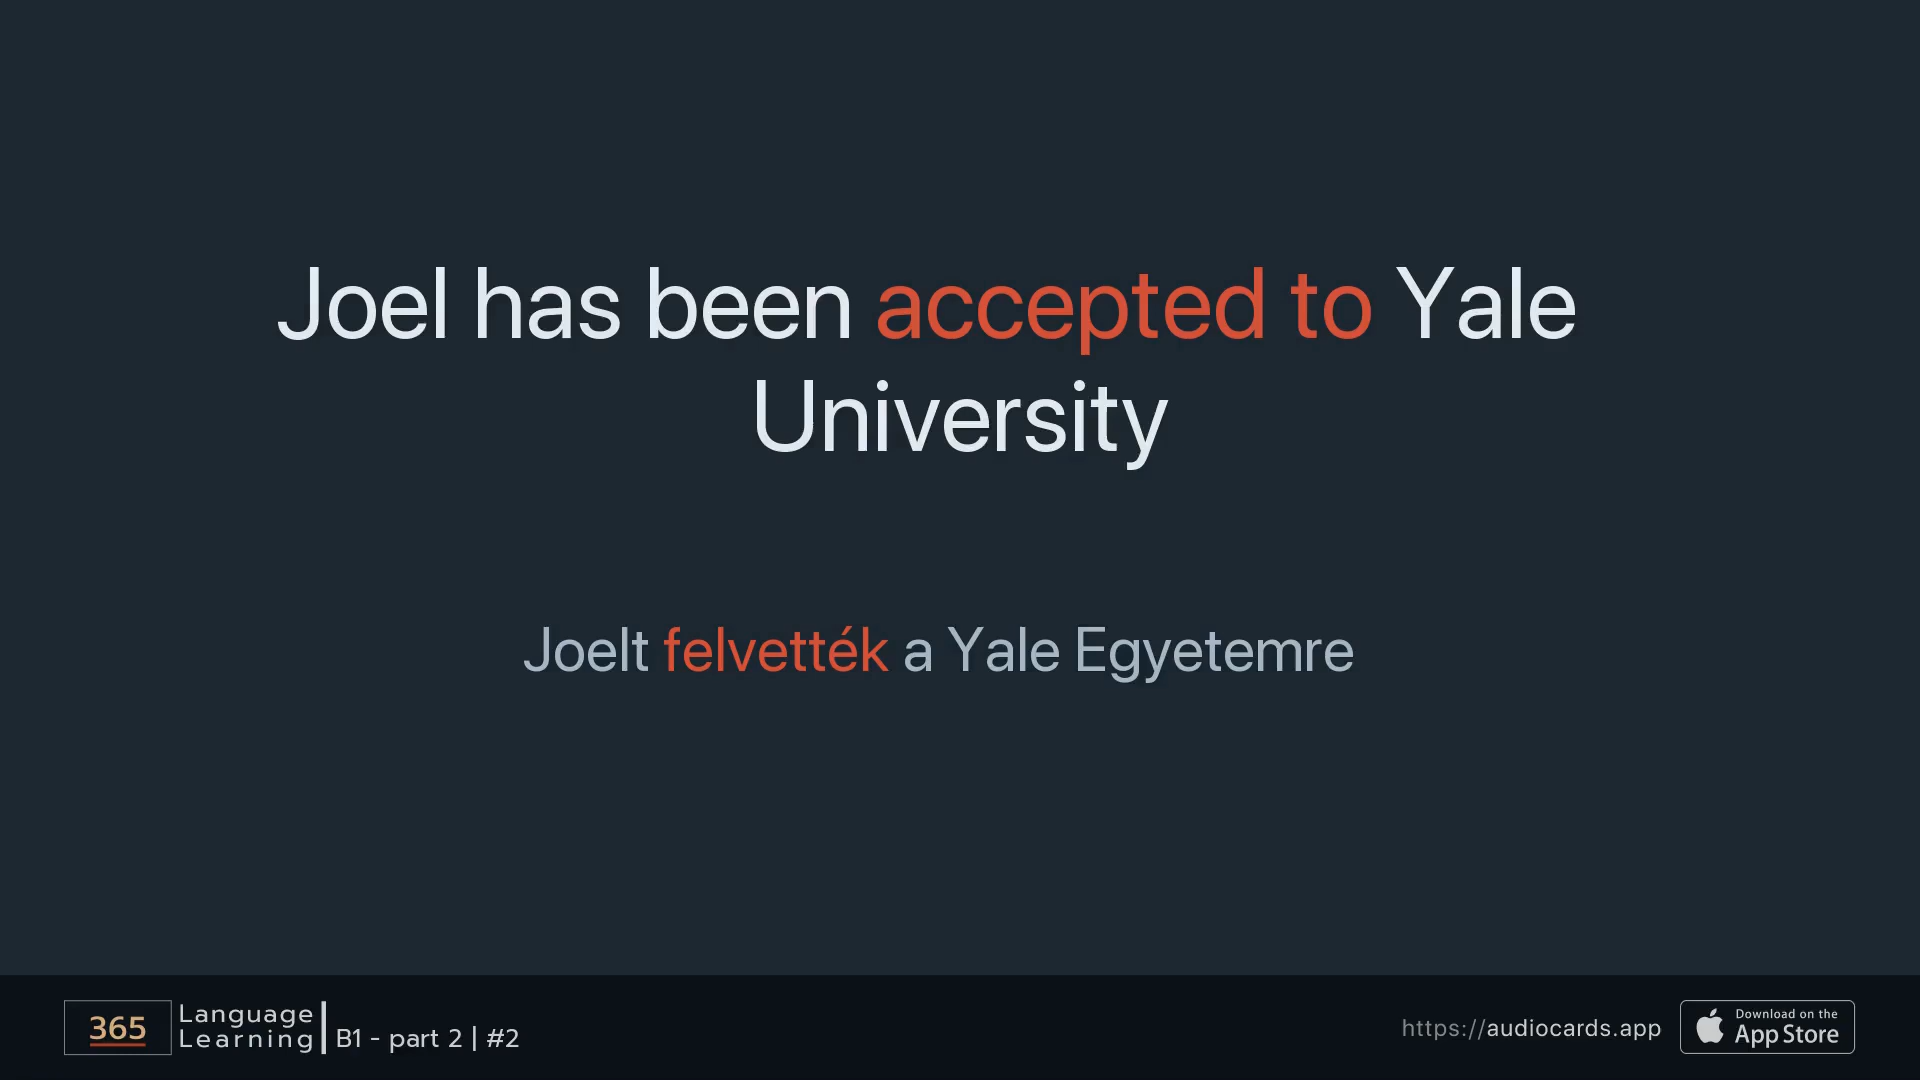 Joel has been accepted to Yale
University
Joelt felvették a Yale Egyetemre
365
Language
Learning
B1 - part 2 | #2
https://audiocards.app
Download on the
App Store